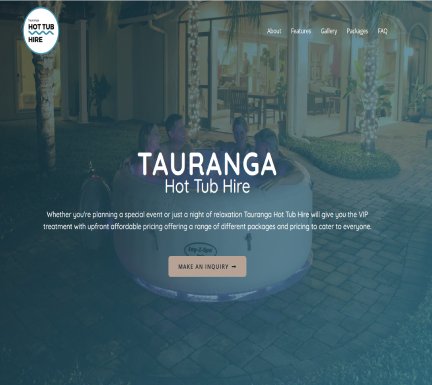 Tauranga
HOT TUB
HIRE
About Features Gallery Packages FAQ
TAURANGA
Hot Tub Hire
Whether you're planning a special event or just a night of relaxation Tauranga Hot Tub Hire will give you the VIP
treatment with upfront affordable pricing offering a range of different packages and pricing to cater to everyone.
Lay-Z-Spa
MAKE AN INQUIRY →